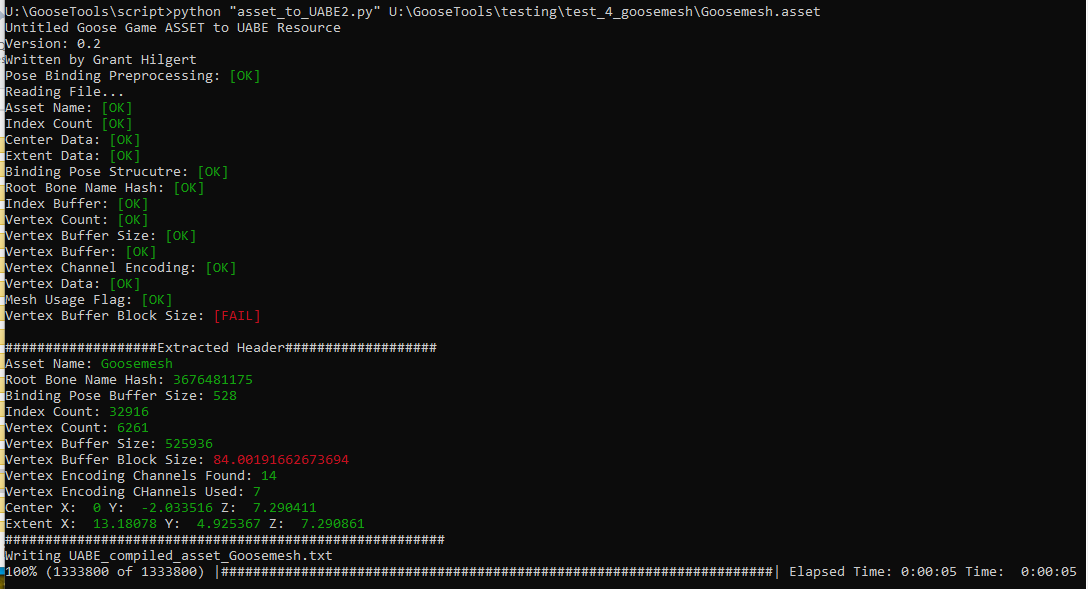 U:\GooseTools\script>python "asset_to_UABE2.py" U:\GooseTools\testing\test_4_goosemesh\Goosemesh.asset
Untitled Goose Game ASSET to UABE Resource
Version: 0.2
Written by Grant Hilgert
Pose Binding Preprocessing: [OK]
Reading File...
Asset Name: [OK]
Index Count [OK]
Center Data: [OK]
Extent Data: [OK]
Binding Pose Strucutre: [OK]
Root Bone Name Hash: [OK]
Index Buffer: [OK]
Vertex Count: [OK]
Vertex Buffer Size: [OK]
Vertex Buffer: [OK]
Vertex Channel Encoding: [OK]
Vertex Data: [OK]
Mesh Usage Flag: [OK]
Vertex Buffer Block Size: [FAIL]
###################Extracted Header###################
Asset Name: Goosemesh
Root Bone Name Hash: 3676481175
Binding Pose Buffer Size: 528
Index Count: 32916
Vertex Count: 6261
Vertex Buffer Size: 525936
Vertex Buffer Block Size: 84.00191662673694
Vertex Encoding Channels Found: 14
Vertex Encoding CHannels Used: 7
Center X:  0 Y:  -2.033516 Z:  7.290411
Extent X:  13.18078 Y:  4.925367 Z:  7.290861
#######################################################
Writing UABE_compiled_asset_Goosemesh.txt
100% (1333800 of 1333800) |#####################################################################| Elapsed Time: 0:00:05 Time:  0:00:05